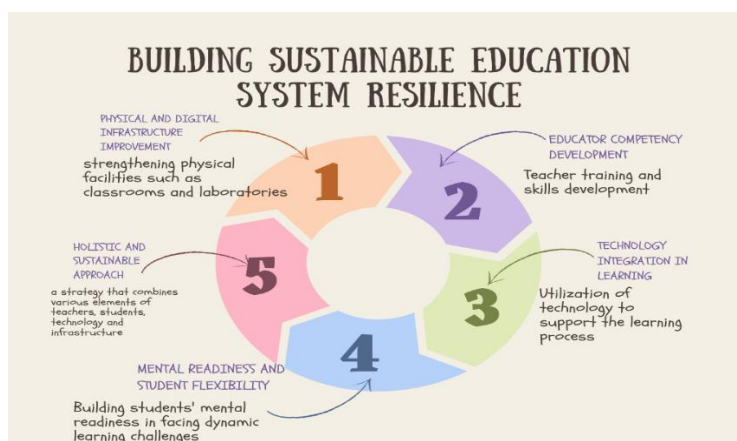 BUILDING SUSTAINABLE EDUCATION
SYSTEM RESILIENCE
PHYSICAL AND DIGITAL
INFRASTRUCTURE
IMPROVEMENT
strengthening physical
facilities such as
classrooms and laboratories
1
EDUCATOR COMPETENCY
DEVELOPMENT
Teacher training and
skills development
2
TECHNOLOGY
INTEGRATION IN
LEARNING
Utilization of
technology to
support the learning
process
3
MENTAL READINESS AND
STUDENT FLEXIBILITY
Building students' mental
readiness in facing dynamic
learning challenges
4
HOLISTIC AND
SUSTAINABLE
APPROACH
a strategy that combines
various elements of
teachers, students,
technology and
infrastructure
5